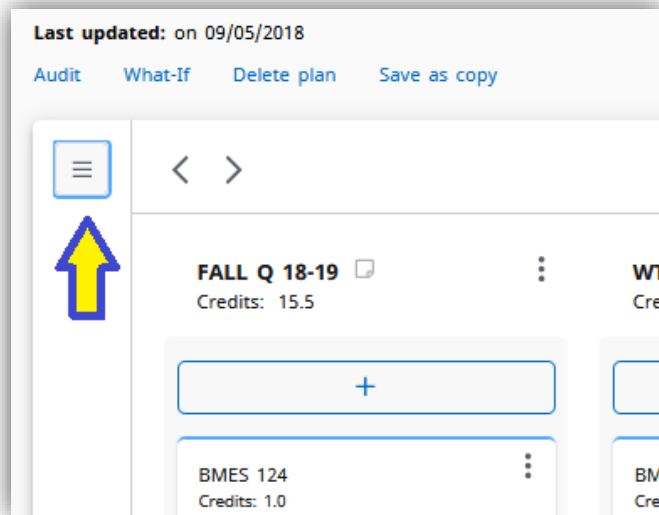 Last updated: on 09/05/2018
Audit What-If Delete plan Save as copy
FALL Q 18-19
Credits: 15.5
+
BMES 124
Credits: 1.0